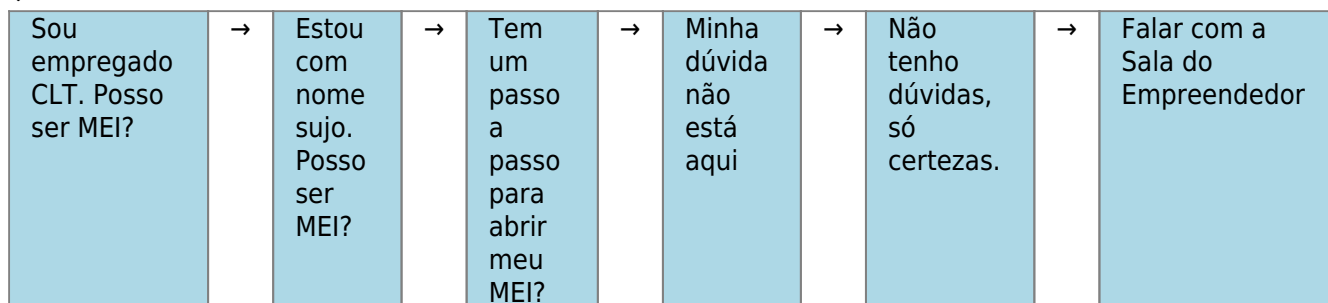 Sou
empregado
CLT. Posso
ser MEI?
→
Estou
com
nome
sujo.
Posso
ser
MEI?
→
Tem
um
passo
a
passo
para
abrir
meu
MEI?
→
Minha
dúvida
não
está
aqui
→
Não
tenho
dúvidas,
só
certezas.
→
Falar com a
Sala do
Empreendedor